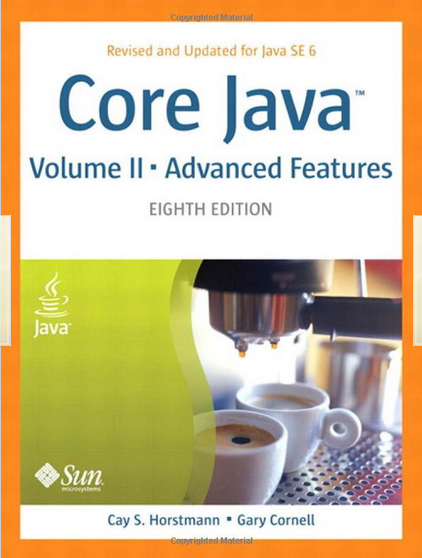 Copyrighted material
Revised and Updated for Java SE 6
Core Java™
Volume II ▪ Advanced Features
EIGHTH EDITION
Java™
Sun
microsystems
Cay S. Horstmann ▪ Gary Cornell
Copyrighted material